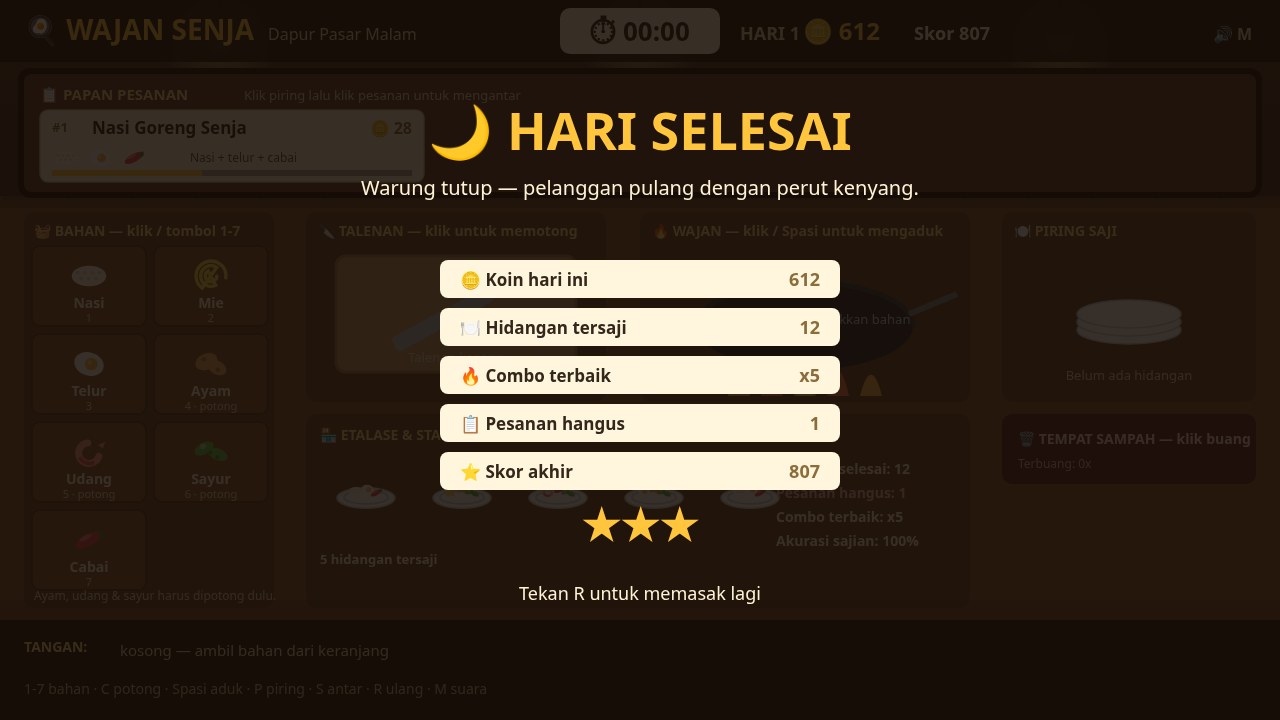 WAJAN SENJA Dapur Pasar Malam 00:00 HARI 1 612 Skor 807 M
PAPAN PESANAN Klik piring lalu klik pesanan untuk mengantar
#1 Nasi Goreng Senja 28
Nasi + telur + cabai
HARI SELESAI
Warung tutup — pelanggan pulang dengan perut kenyang.
BAHAN — klik / tombol 1-7
Nasi
1
Mie
2
Telur
3
Ayam
4 · potong
Udang
5 · potong
Sayur
6 · potong
Cabai
7
Ayam, udang & sayur harus dipotong dulu.
TALENAN — klik untuk memotong
WAJAN — klik / Spasi untuk mengaduk
bahan
PIRING SAJI
Belum ada hidangan
Koin hari ini 612
Hidangan tersaji 12
Combo terbaik x5
Pesanan hangus 1
Skor akhir 807
ETALASE &
selesai: 12
Pesanan hangus: 1
Combo terbaik: x5
Akurasi sajian: 100%
5 hidangan tersaji
TEMPAT SAMPAH — klik buang
Terbuang: 0x
Tekan R untuk memasak lagi
TANGAN: kosong — ambil bahan dari keranjang
1-7 bahan · C potong · Spasi aduk · P piring · S antar · R ulang · M suara